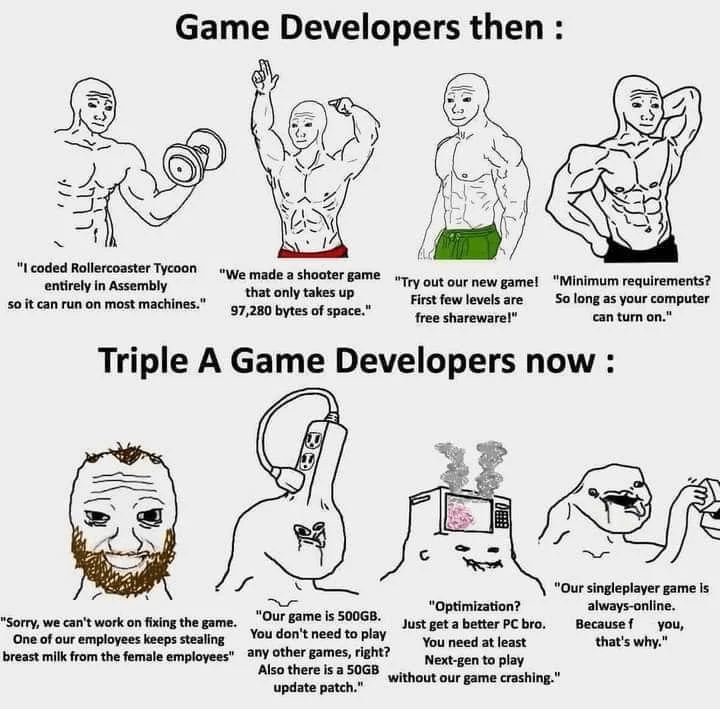 Game Developers then :
"I coded Rollercoaster Tycoon
entirely in Assembly
so it can run on most machines."
"We made a shooter game
that only takes up
97,280 bytes of space."
"Try out our new game!
First few levels are
free shareware!"
"Minimum requirements?
So long as your computer
can turn on."
Triple A Game Developers now :
"Sorry, we can't work on fixing the game.
One of our employees keeps stealing
breast milk from the female employees"
"Our game is 500GB.
You don't need to play
any other games, right?
Also there is a 50GB
update patch."
"Optimization?
Just get a better PC bro.
You need at least
Next-gen to play
without our game crashing."
"Our singleplayer game is
always-online.
Because f you,
that's why."